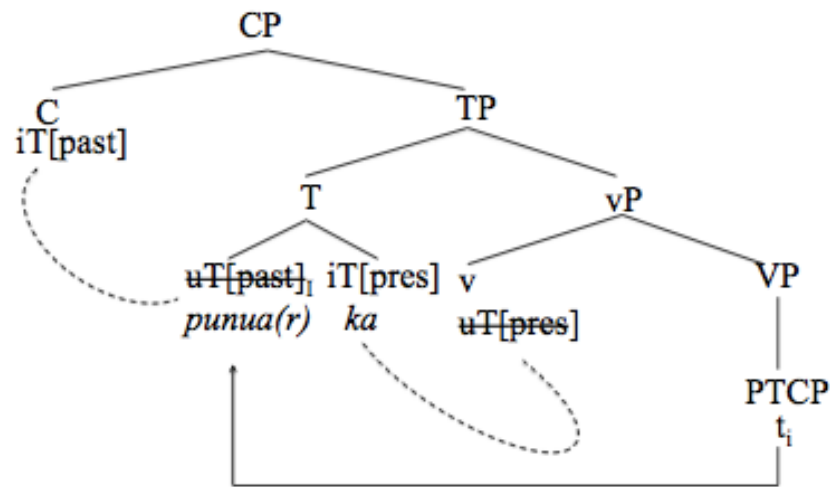 CP
C
iT[past]
TP
T
vP
uT[past]I iT[pres]
punua(r) ka
v
uT[pres]
VP
PTCP
ti